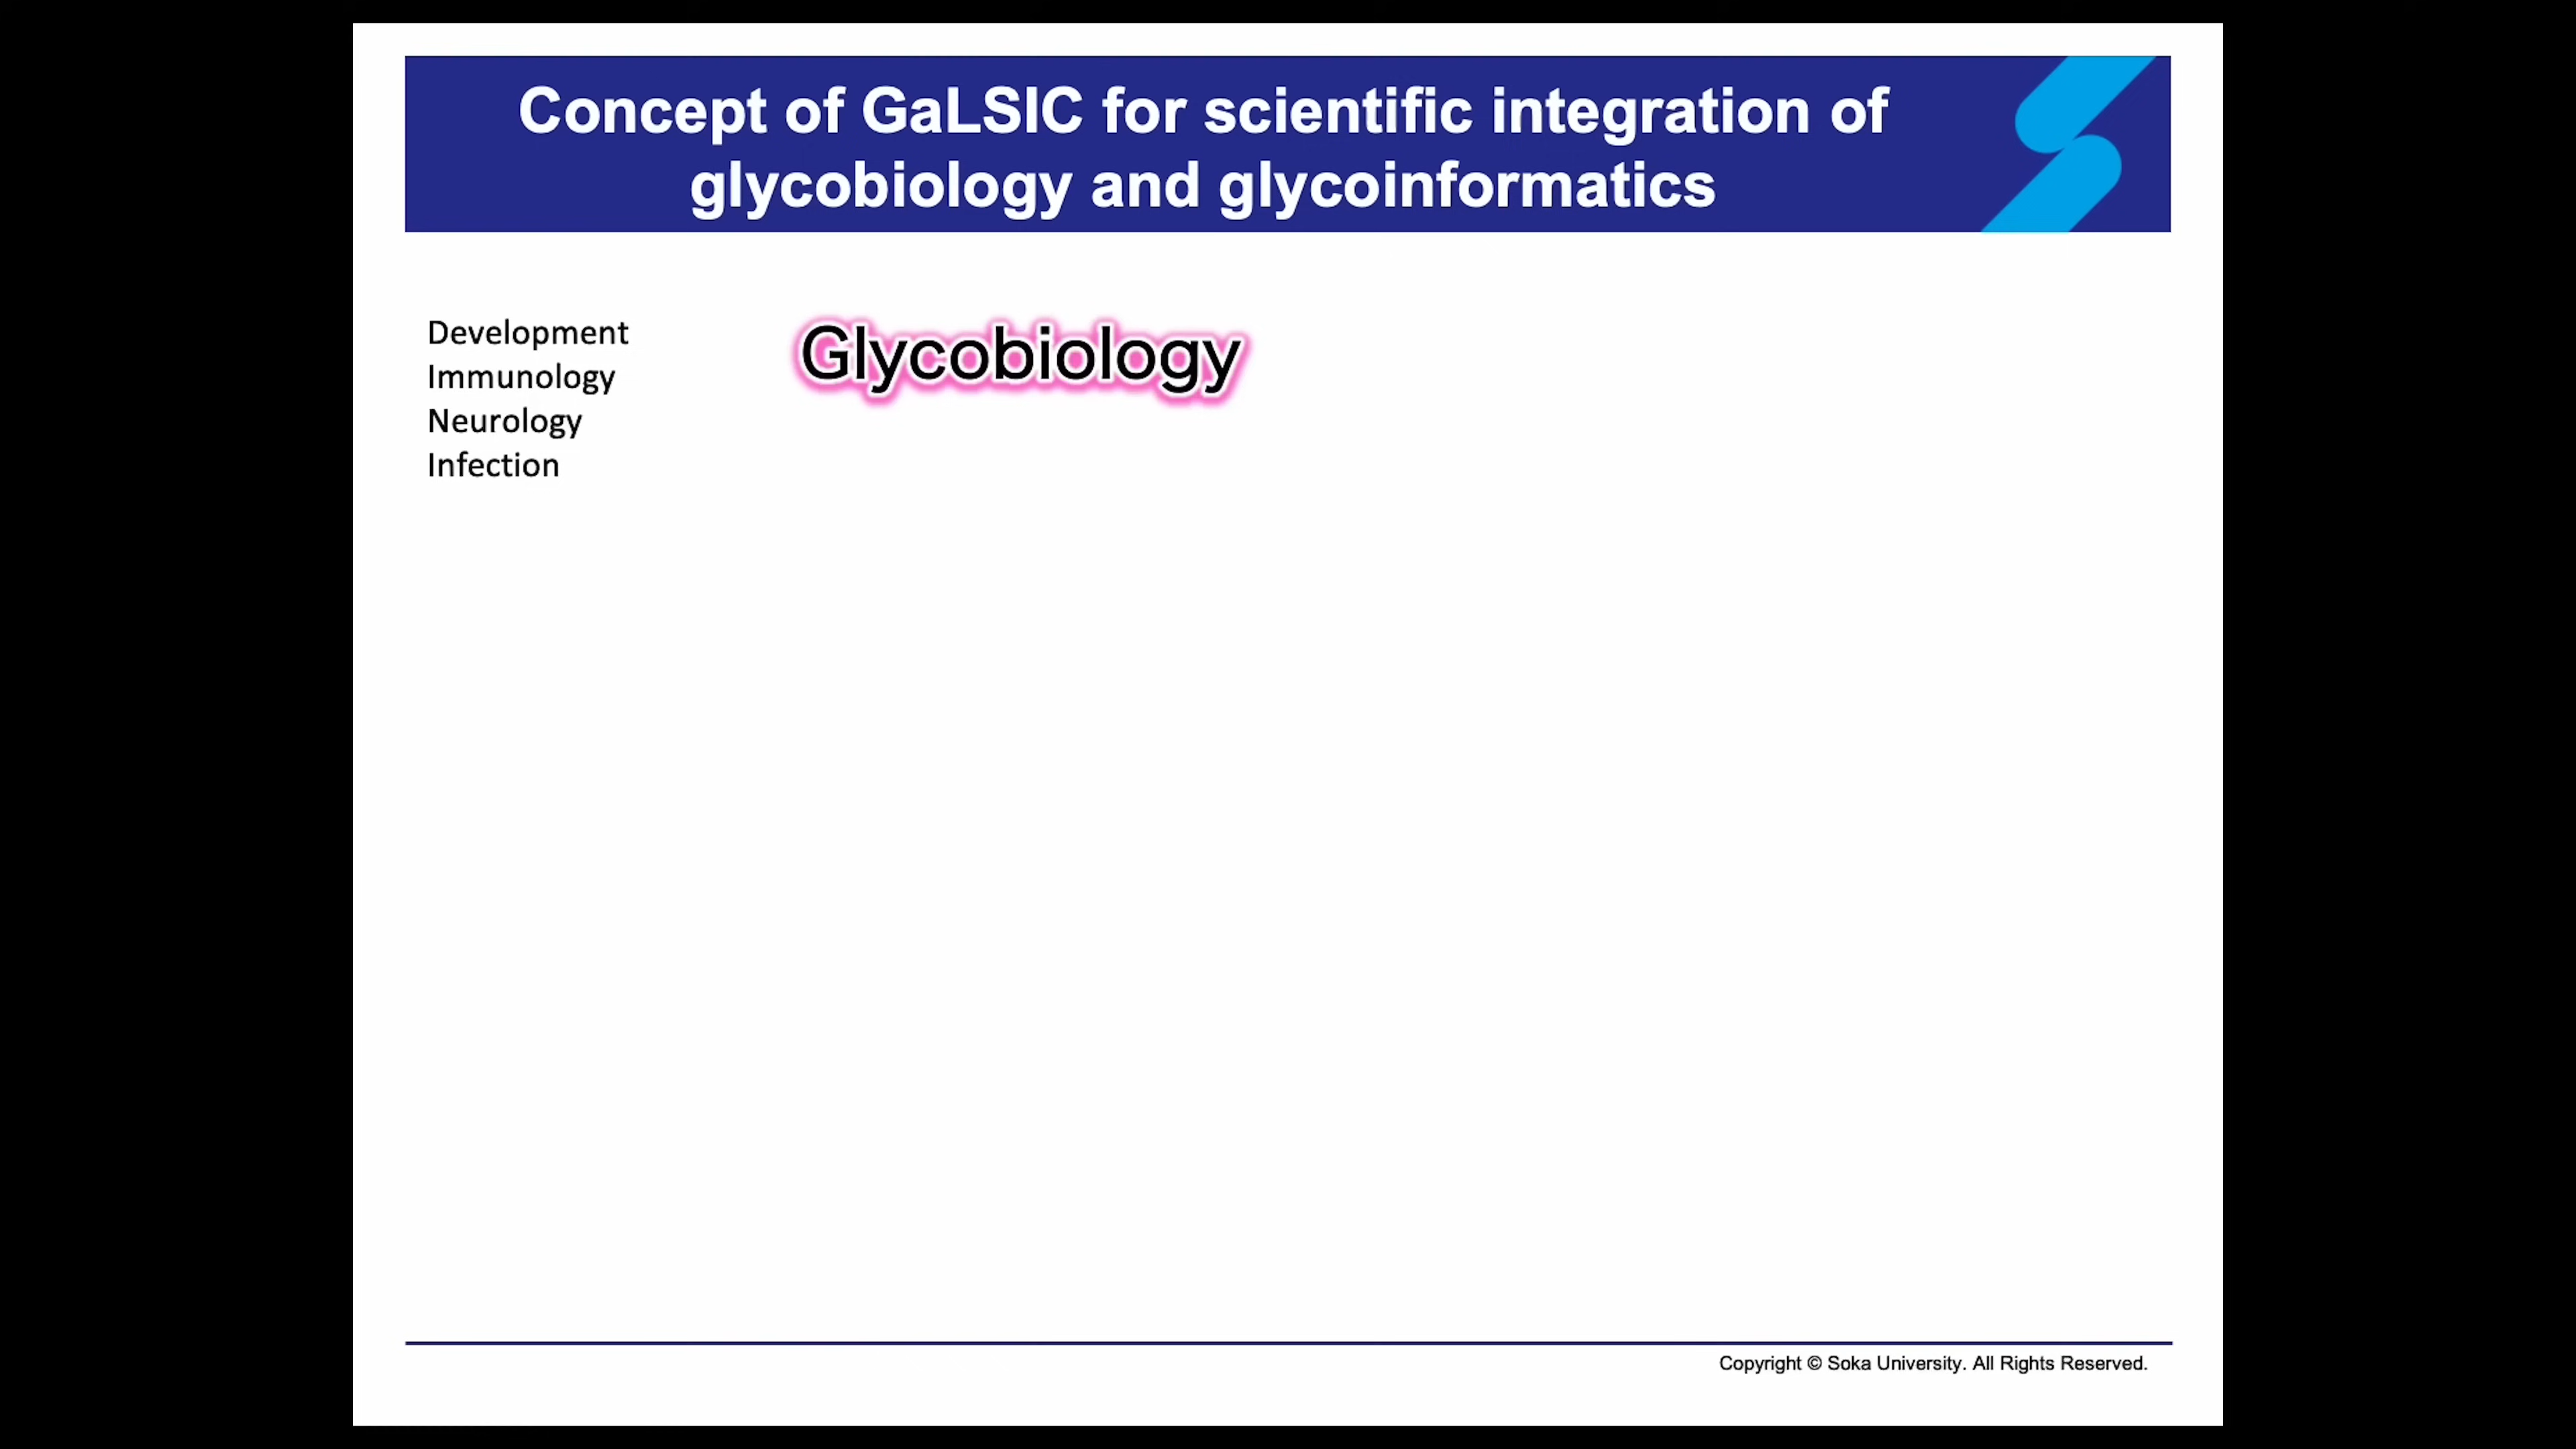 Concept of GaLSIC for scientific integration of
glycobiology and glycoinformatics
Development
Immunology
Neurology
Infection
Glycobiology
Copyright © Soka University. All Rights Reserved.